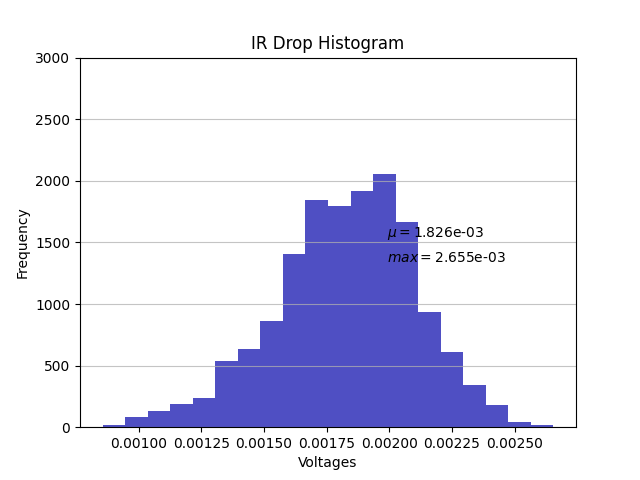 IR Drop Histogram
3000
2500
2000
1500
1000
500
0
Frequency
μ = 1.826e-03
max = 2.655e-03
0.00100 0.00125 0.00150 0.00175 0.00200 0.00225 0.00250
Voltages